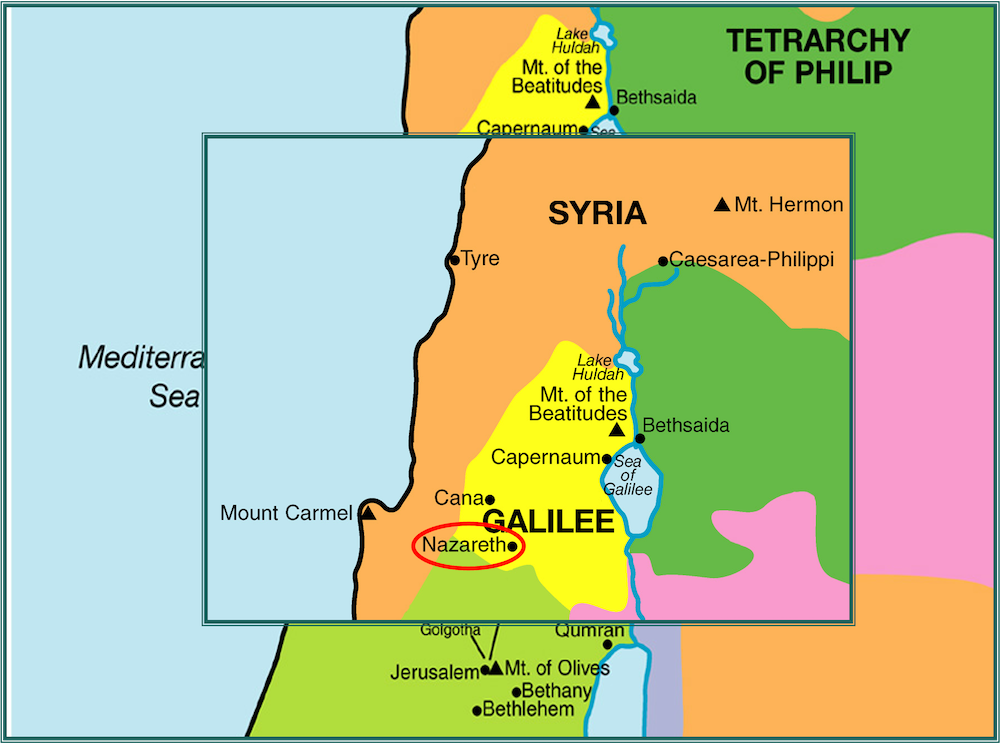 Lake
Huldah
TETRARCHY
OF PHILIP
Mt. of the
Beatitudes
Bethsaida
Capernaum
Sea
SYRIA
Mt. Hermon
Tyre
Caesarea-Philippi
Mediterra
Sea
Lake
Huldah
Mt. of the
Beatitudes
Bethsaida
Capernaum
Sea
of
Galilee
Cana
Mount Carmel
GALILEE
Nazareth
Golgotha
Qumran
Jerusalem
Mt. of Olives
Bethany
Bethlehem